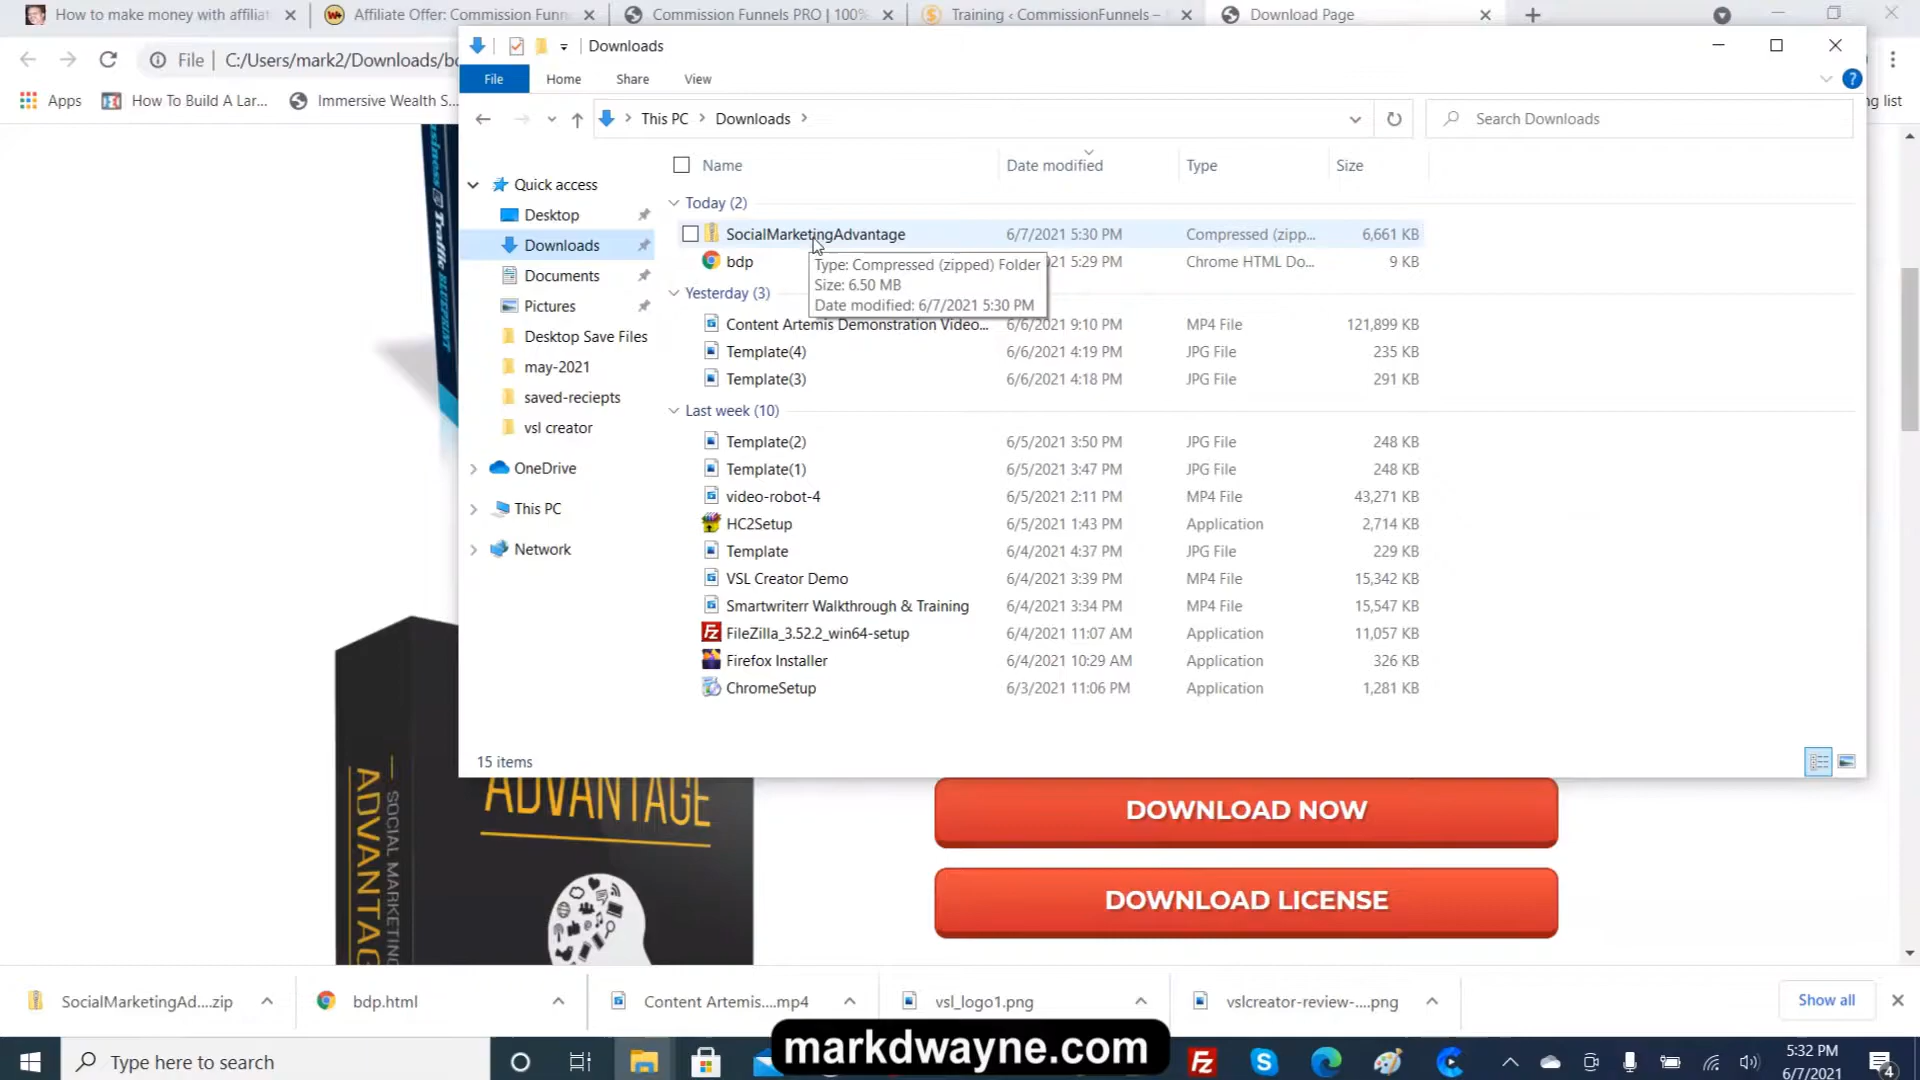 How to make money with affiliat
Affiliate Offer: Commission Funn
Commission Funnels PRO | 100%
Training ‹ CommissionFunnels –
Download Page
File | C:/Users/mark2/Downloads/bd
Apps
How To Build A Lar...
Immersive Wealth S...
ng list
Downloads
File
Home
Share
View
This PC
Downloads
Search Downloads
Name
Date modified
Type
Size
Quick access
Desktop
Downloads
Documents
Pictures
Desktop Save Files
may-2021
saved-reciepts
vsl creator
OneDrive
This PC
Network
Today (2)
SocialMarketingAdvantage 6/7/2021 5:30 PM Compressed (zipp... 6,661 KB
bdp 21 5:29 PM Chrome HTML Do... 9 KB
Type: Compressed (zipped) Folder
Size: 6.50 MB
Date modified: 6/7/2021 5:30 PM
Yesterday (3)
Content Artemis Demonstration Video... 6/6/2021 9:10 PM MP4 File 121,899 KB
Template(4) 6/6/2021 4:19 PM JPG File 235 KB
Template(3) 6/6/2021 4:18 PM JPG File 291 KB
Last week (10)
Template(2) 6/5/2021 3:50 PM JPG File 248 KB
Template(1) 6/5/2021 3:47 PM JPG File 248 KB
video-robot-4 6/5/2021 2:11 PM MP4 File 43,271 KB
HC2Setup 6/5/2021 1:43 PM Application 2,714 KB
Template 6/4/2021 4:37 PM JPG File 229 KB
VSL Creator Demo 6/4/2021 3:39 PM MP4 File 15,342 KB
Smartwriterr Walkthrough & Training 6/4/2021 3:34 PM MP4 File 15,547 KB
FileZilla_3.52.2_win64-setup 6/4/2021 11:07 AM Application 11,057 KB
Firefox Installer 6/4/2021 10:29 AM Application 326 KB
ChromeSetup 6/3/2021 11:06 PM Application 1,281 KB
15 items
BLUEPRINT
ADVANTAGE
SOCIAL MARKETING
ADVANTAGE
DOWNLOAD NOW
DOWNLOAD LICENSE
SocialMarketingAd....zip
bdp.html
Content Artemis....mp4
vsl_logo1.png
vslcreator-review-....png
Show all
markdwayne.com
Type here to search
5:32 PM
6/7/2021
4